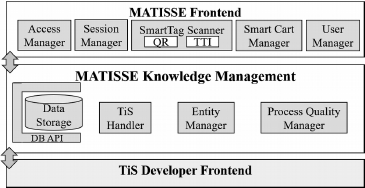 MATISSE Frontend
Access
Manager
Session
Manager
SmartTag Scanner
QR
TTI
Smart Cart
Manager
User
Manager
MATISSE Knowledge Management
Data
Storage
DB API
TiS
Handler
Entity
Manager
Process Quality
Manager
TiS Developer Frontend